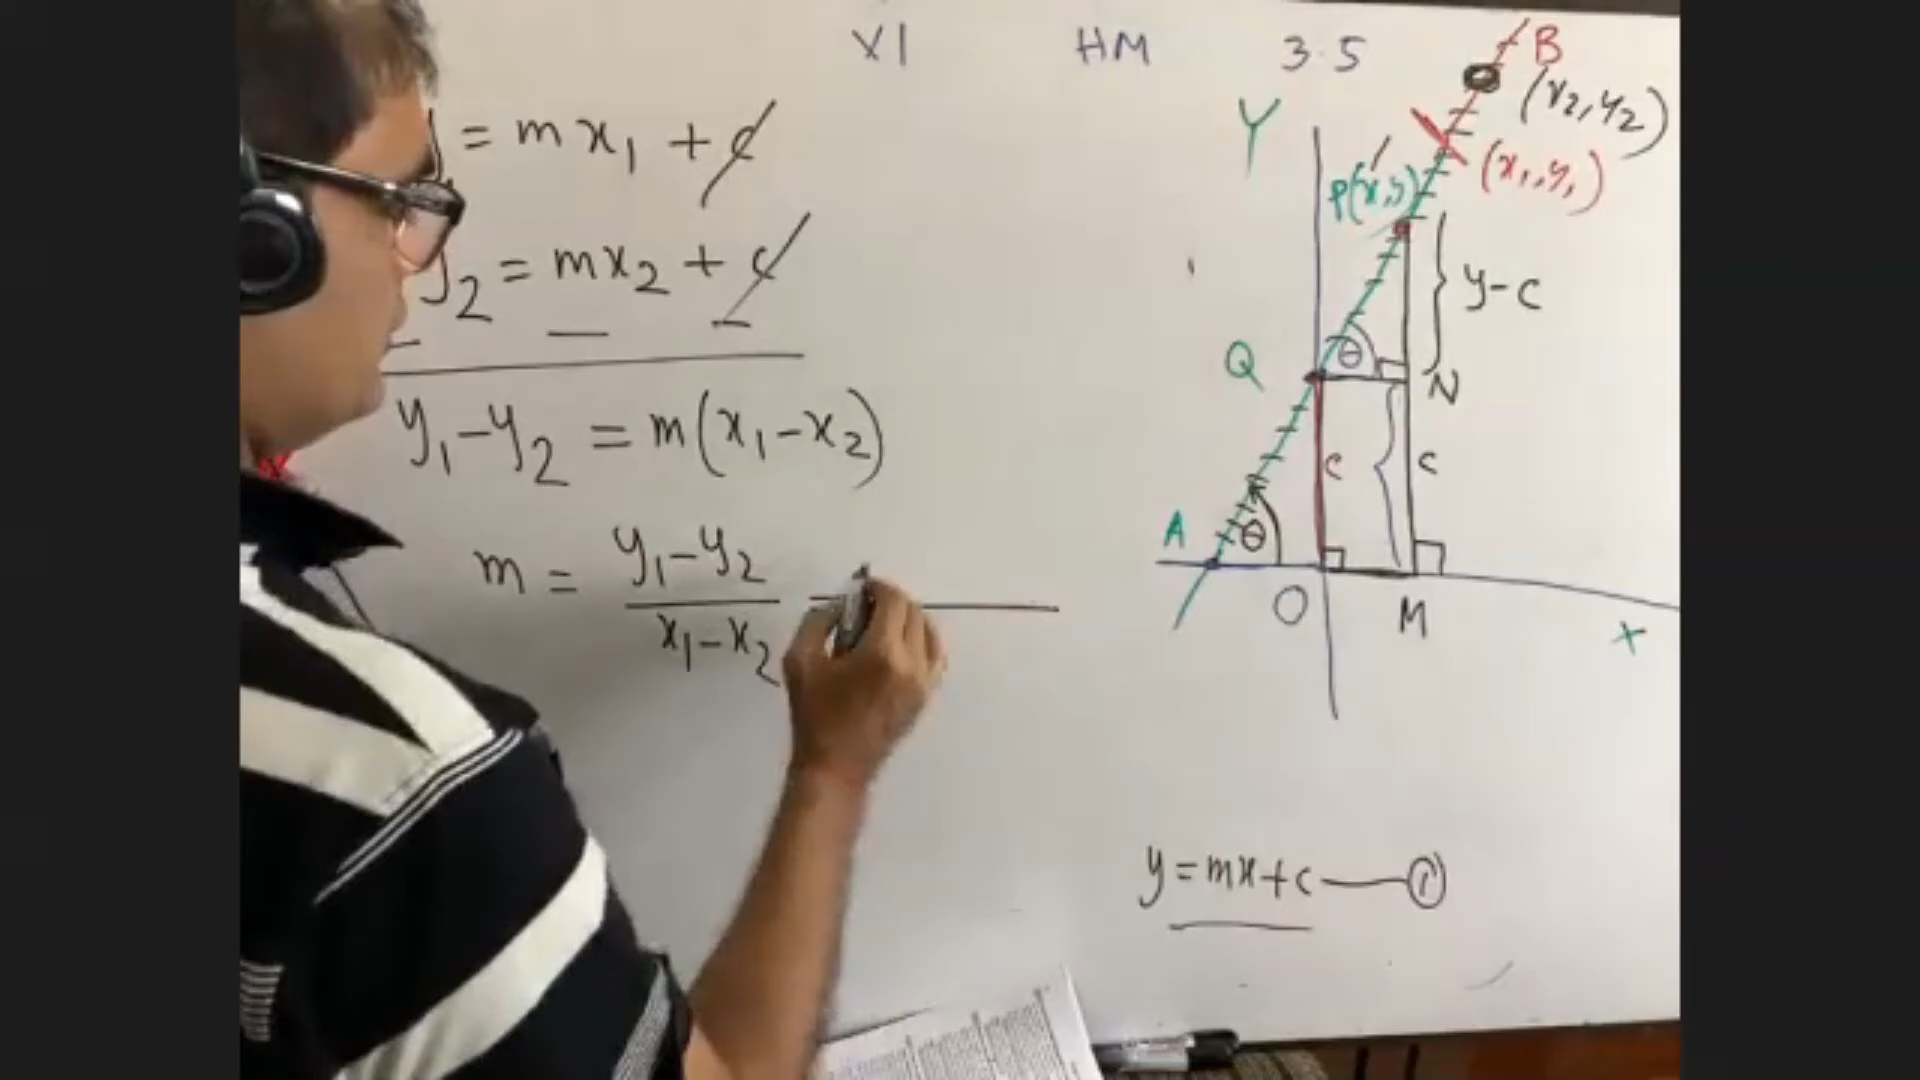 XI HM 3.5
= mx₁ + c
y₂ = mx₂ + c
y₁-y₂ = m(x₁-x₂)
m = y₁-y₂
x₁-x₂
B
(x₂,y₂)
Y
(x₁,y₁)
P(x,y)
y-c
θ
Q
N
c
c
A
θ
O
M
x
y=mx+c — ①